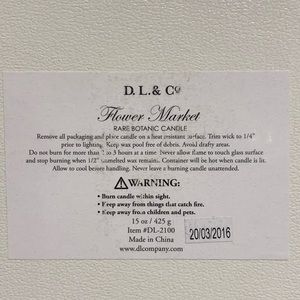 D. L. & Co
Flower Market
RARE BOTANIC CANDLE
Remove all packaging and place candle on a heat resistant surface. Trim wick to 1/4"
prior to lighting. Keep wax pool free of debris. Avoid drafty areas.
Do not burn for more than 2 to 3 hours at a time. Never allow flame to touch glass surface
and stop burning when 1/2" unmelted wax remains. Container will be hot when candle is lit.
Allow to cool before handling. Never leave a burning candle unattended.
WARNING:
• Burn candle within sight.
• Keep away from things that catch fire.
• Keep away from children and pets.
15 oz / 425 g
Item #DL-2100
Made in China
www.dlcompany.com
20/03/2016